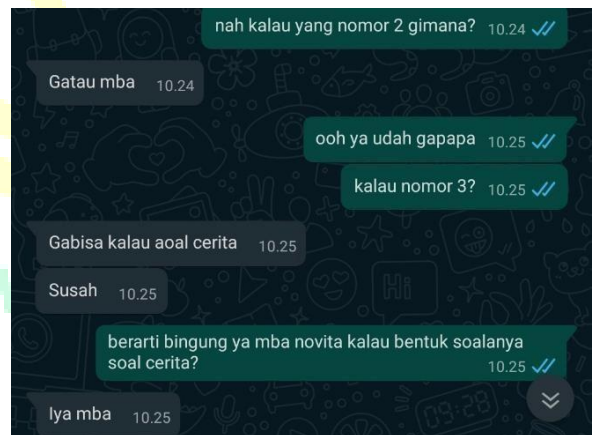 nah kalau yang nomor 2 gimana? 10.24
Gatau mba 10.24
ooh ya udah gapapa 10.25
kalau nomor 3? 10.25
Gabisa kalau aoal cerita 10.25
Susah 10.25
berarti bingung ya mba novita kalau bentuk soalanya
soal cerita? 10.25
Iya mba 10.25